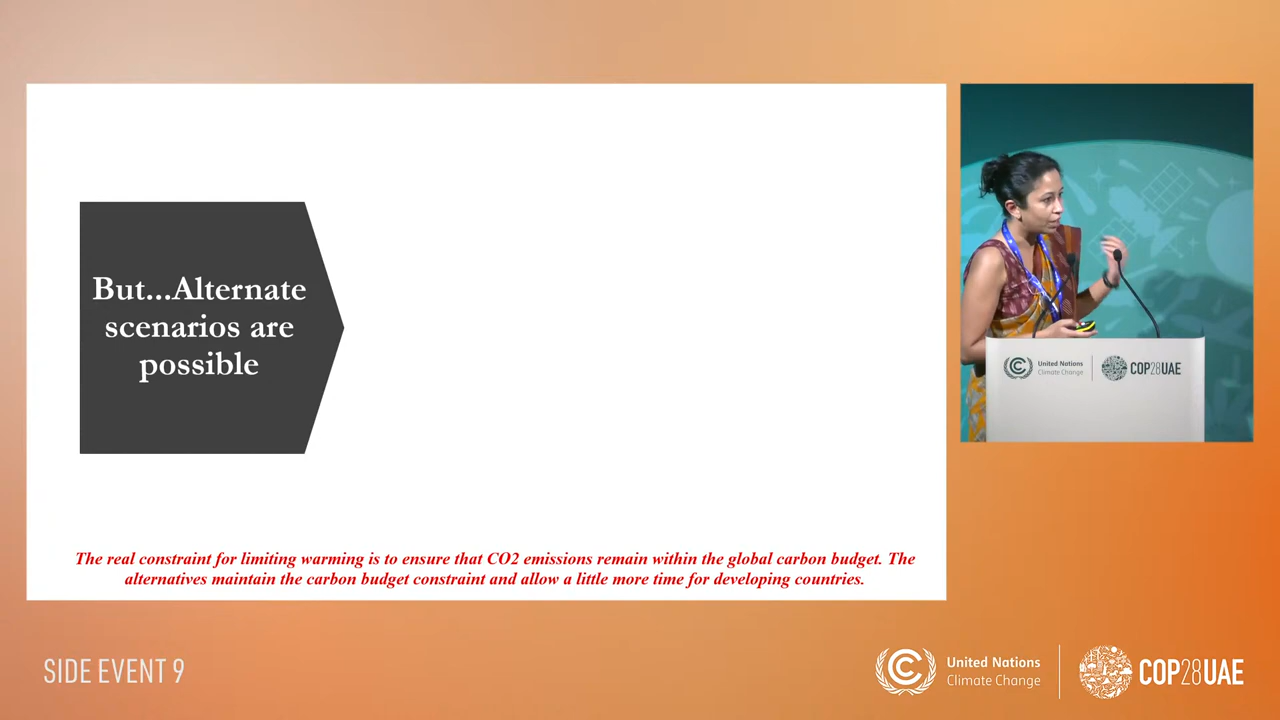 But...Alternate
scenarios are
possible
The real constraint for limiting warming is to ensure that CO2 emissions remain within the global carbon budget. The
alternatives maintain the carbon budget constraint and allow a little more time for developing countries.
United Nations
Climate Change
COP28UAE
SIDE EVENT 9
United Nations
Climate Change
COP28UAE